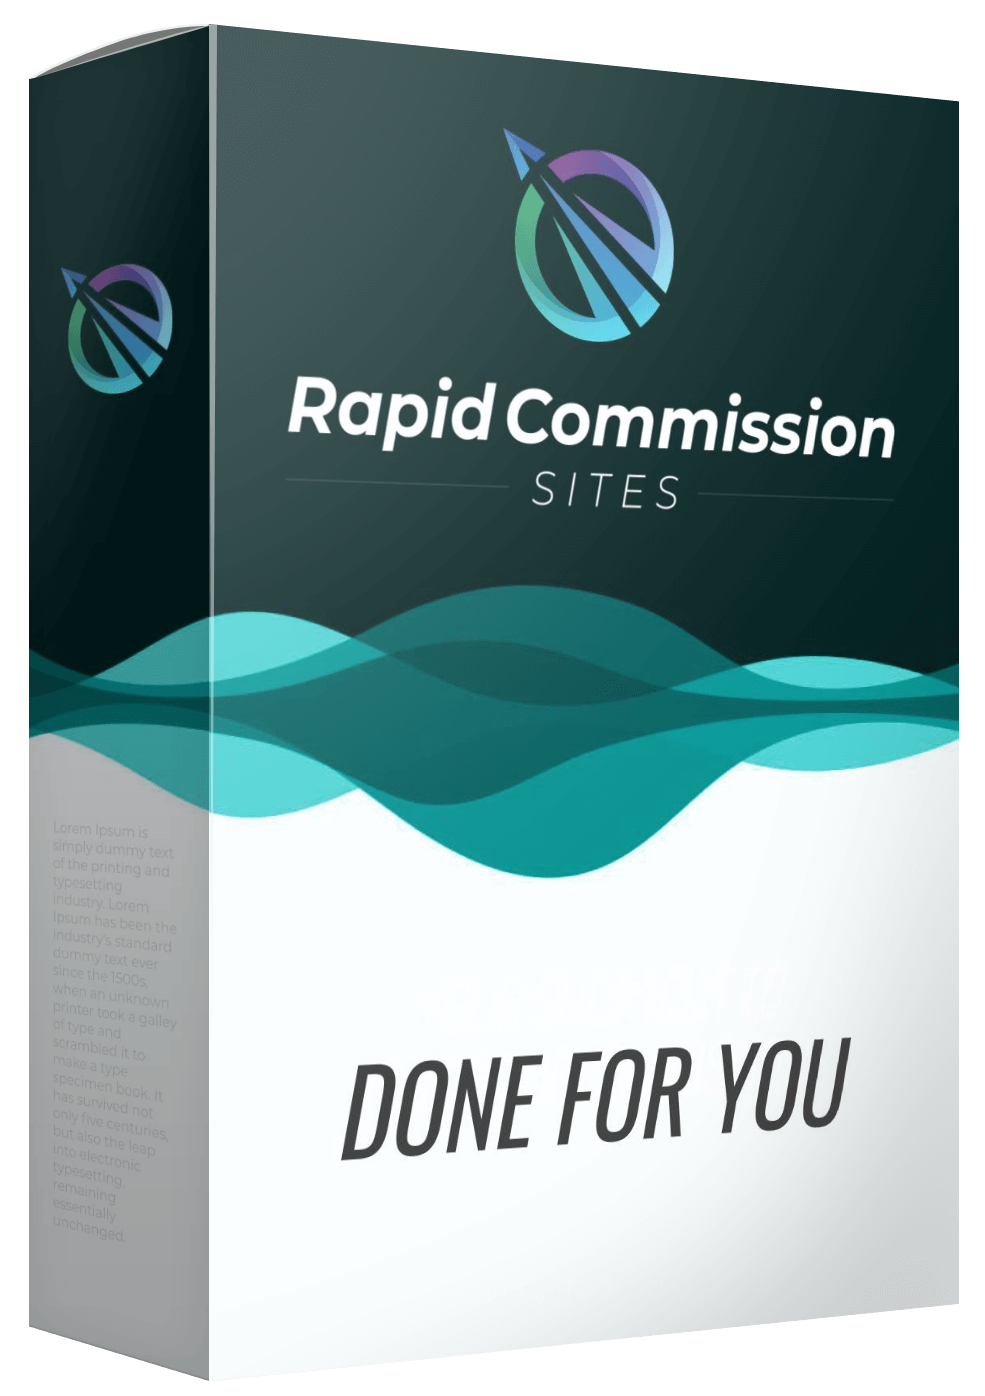 Rapid Commission
SITES
DONE FOR YOU
Lorem Ipsum is
simply dummy text
of the printing and
typesetting
industry. Lorem
Ipsum has been the
industry's standard
dummy text ever
since the 1500s,
when an unknown
printer took a galley
of type and
scrambled it to
make a type
specimen book. It
has survived not
only five centuries,
but also the leap
into electronic
typesetting,
remaining
essentially
unchanged.